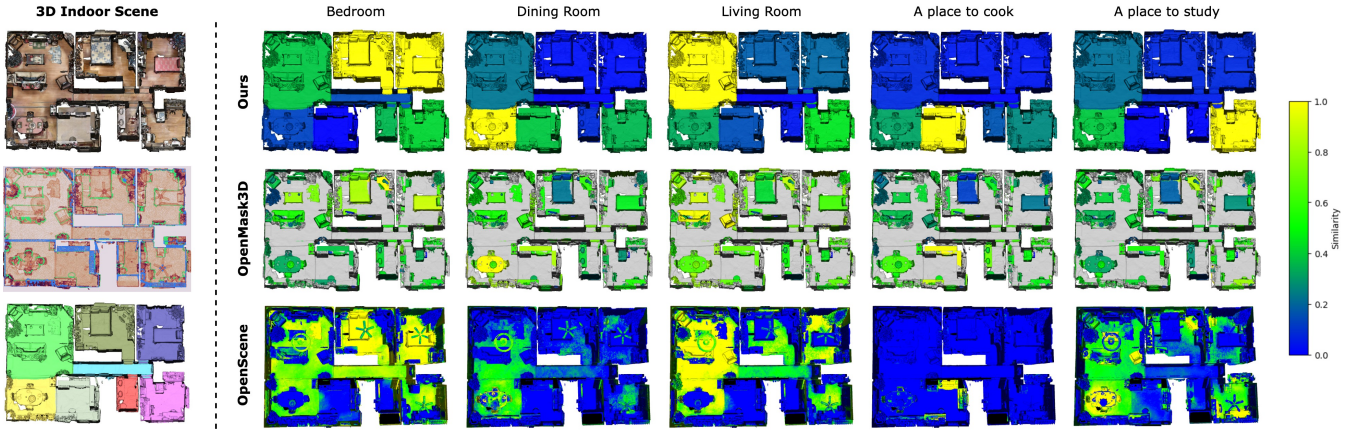 3D Indoor Scene
Bedroom
Dining Room
Living Room
A place to cook
A place to study
Ours
OpenMask3D
OpenScene
1.0
0.8
0.6
0.4
0.2
0.0
Similarity